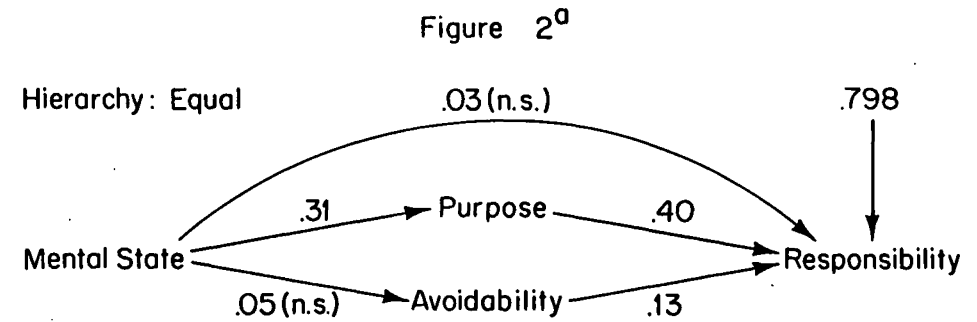 Figure 2a
Hierarchy: Equal .03 (n.s.) .798
.31 Purpose .40
Mental State Responsibility
.05 (n.s.) Avoidability .13